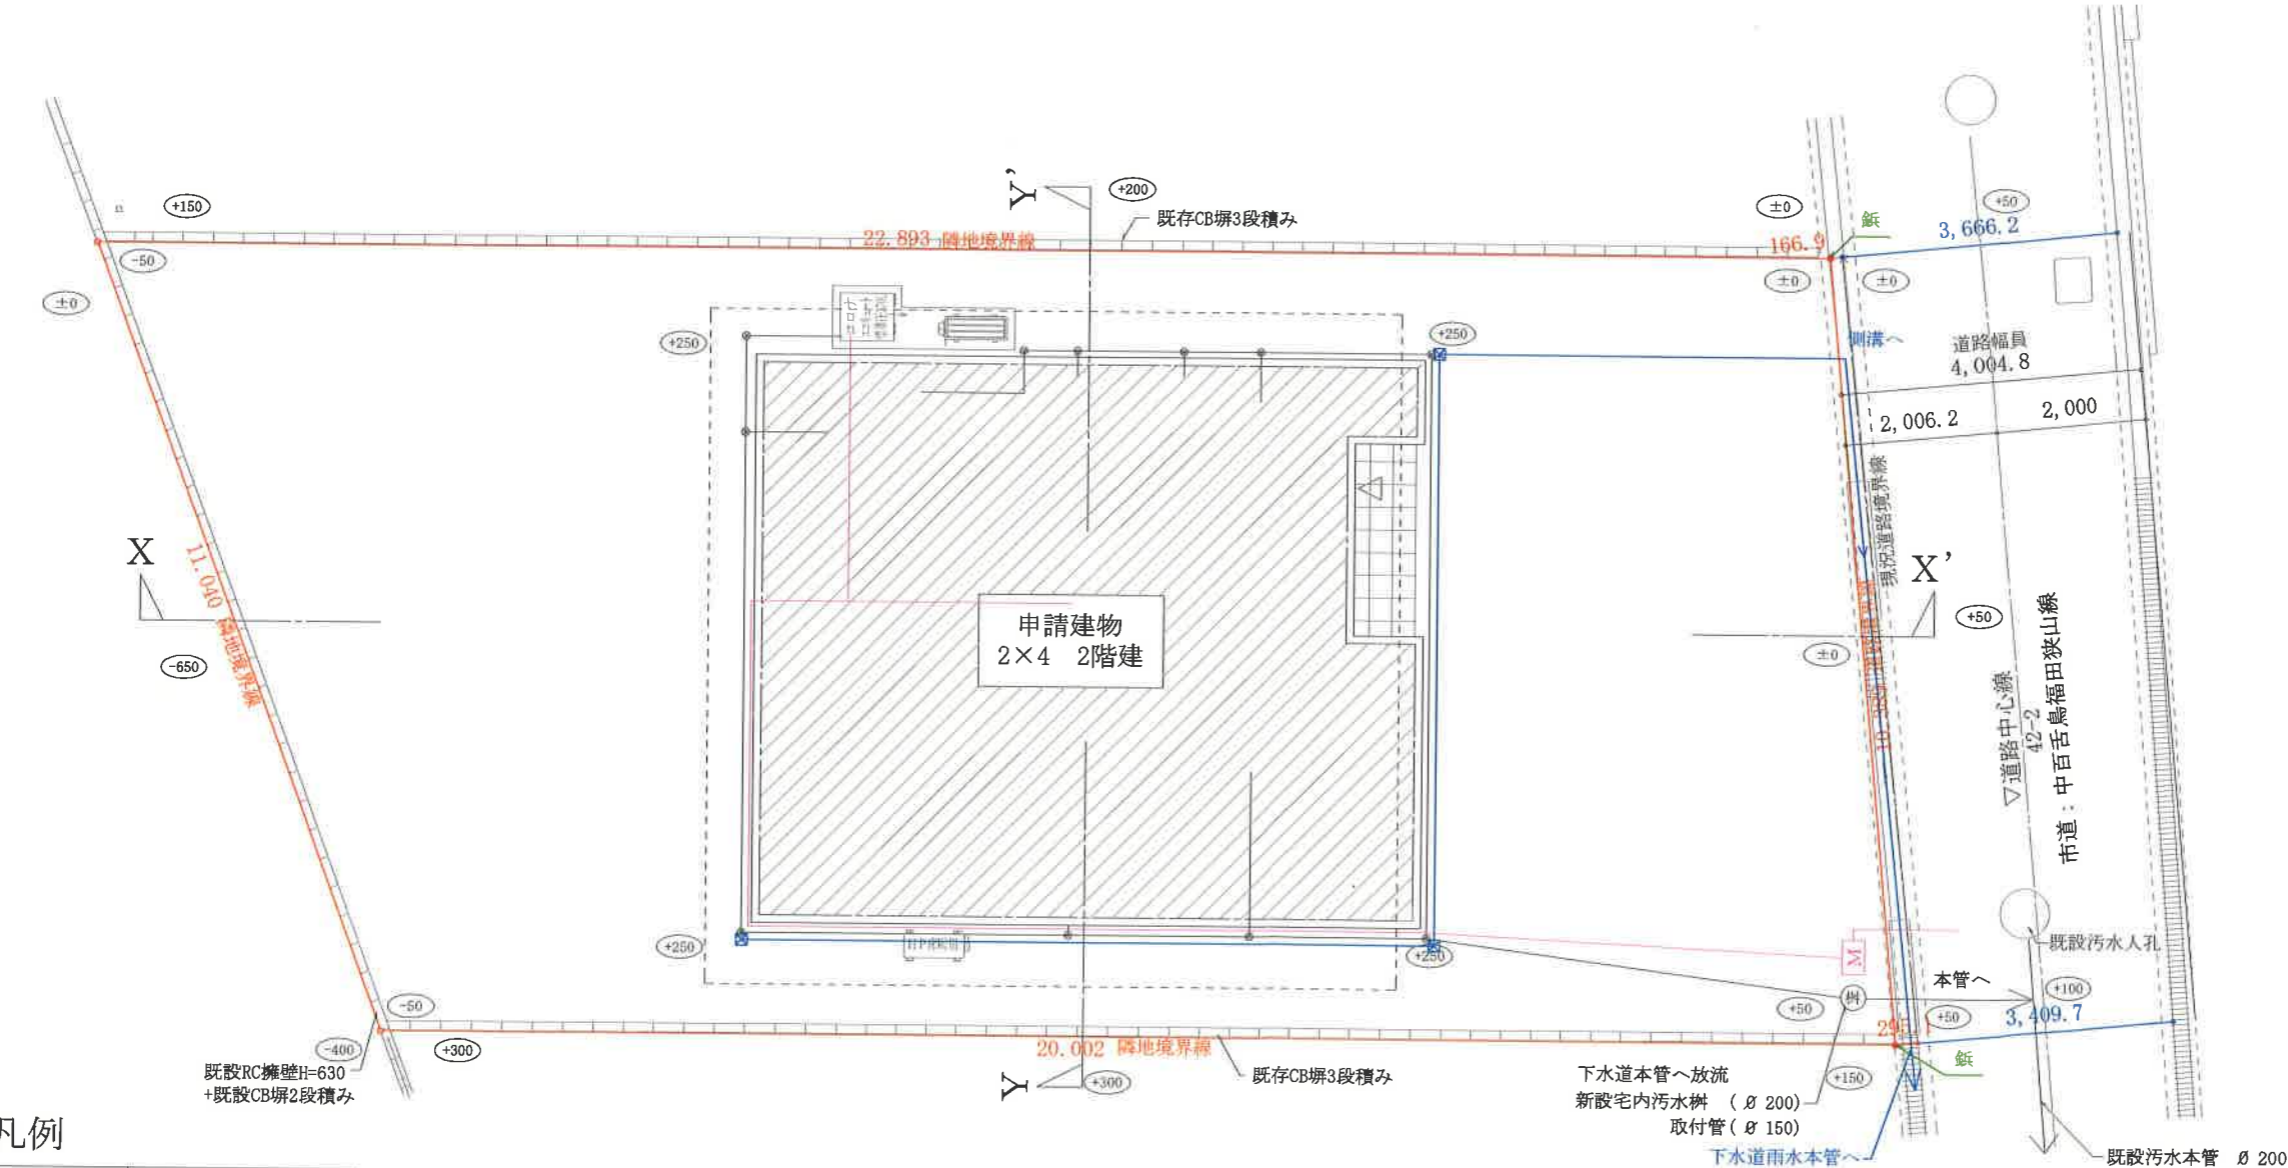 Y'
+200
既存CB塀3段積み
+150
22.893 隣地境界線
±0
鋲
+50
3,666.2
166.9
-50
±0
±0
±0
+250
+250
側溝へ
道路幅員
4,004.8
2,006.2
2,000
現況道路境界線
X
11.040 隣地境界線
-650
申請建物
2×4 2階建
X'
+50
±0
▽道路中心線
42-2
市道：中百舌鳥福田狭山線
+250
+250
M
既設汚水人孔
本管へ
+100
3,409.7
+50
+50
-50
-400
+300
20.002 隣地境界線
既存CB塀3段積み
鋲
既設RC擁壁H=630
+既設CB塀2段積み
Y
+300
+150
下水道本管へ放流
新設宅内汚水桝 (Ø 200)
取付管(Ø 150)
下水道雨水本管へ
既設汚水本管 Ø 200
凡例